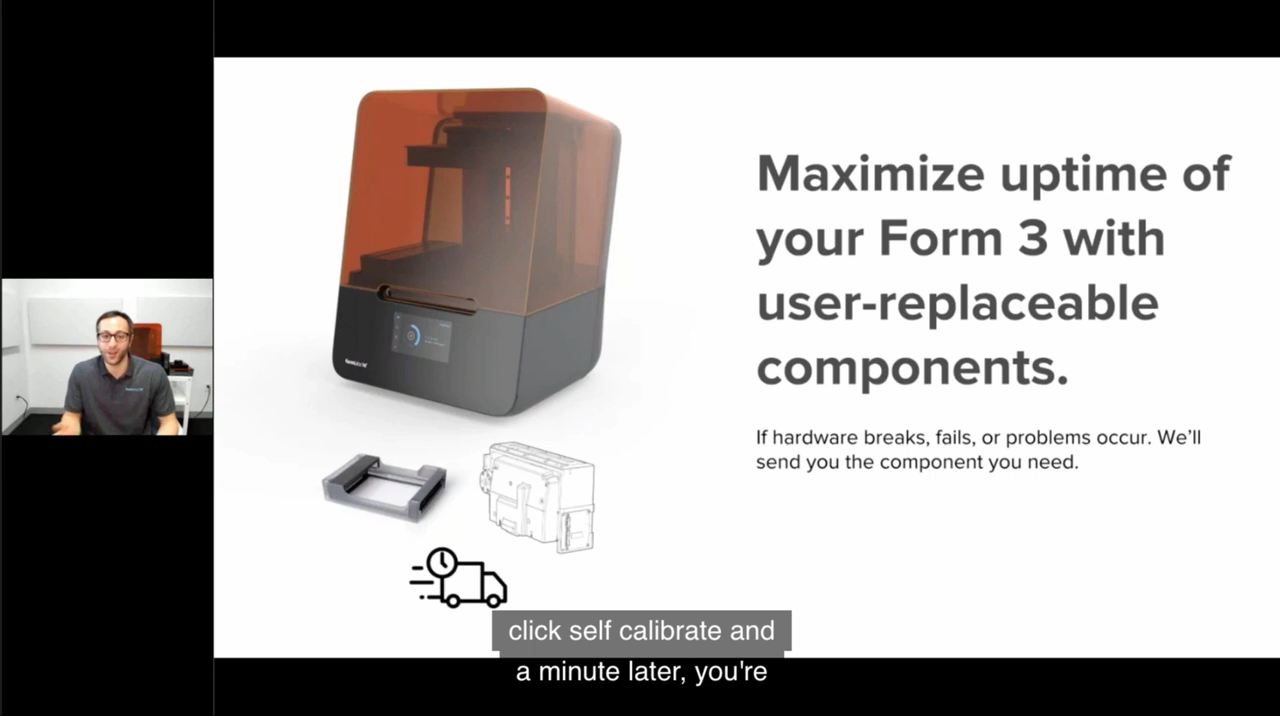 Maximize uptime of
your Form 3 with
user-replaceable
components.
If hardware breaks, fails, or problems occur. We’ll
send you the component you need.
formlabs
click self calibrate and
a minute later, you're